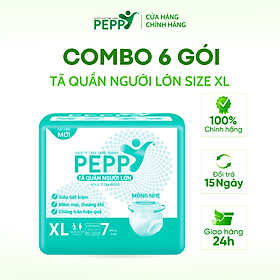 PEPP
CỬA HÀNG
CHÍNH HÃNG
COMBO 6 GÓI
TÃ QUẦN NGƯỜI LỚN SIZE XL
MỚI
PEPP
TÃ QUẦN NGƯỜI LỚN
MỎNG NHẸ
Siêu tiết kiệm
Mềm mại, thoáng khí
Chống tràn hiệu quả
XL
7
100%
Chính hãng
Đổi trả
15 Ngày
Giao hàng
24h